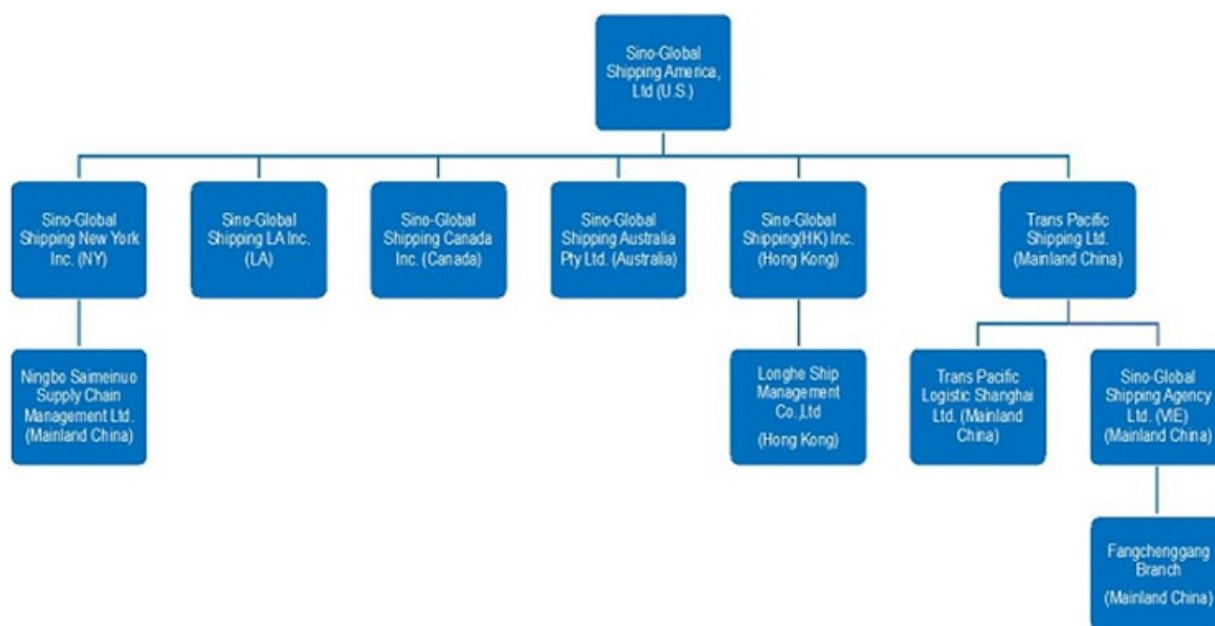 Sino-Global
Shipping America,
Ltd (U.S.)
Sino-Global
Shipping New York
Inc. (NY)
Sino-Global
Shipping LA Inc.
(LA)
Sino-Global
Shipping Canada
Inc. (Canada)
Sino-Global
Shipping Australia
Pty Ltd. (Australia)
Sino-Global
Shipping(HK) Inc.
(Hong Kong)
Trans Pacific
Shipping Ltd.
(Mainland China)
Ningbo Saimeinuo
Supply Chain
Management Ltd.
(Mainland China)
Longhe Ship
Management
Co.,Ltd
(Hong Kong)
Trans Pacific
Logistic Shanghai
Ltd. (Mainland
China)
Sino-Global
Shipping Agency
Ltd. (VIE)
(Mainland China)
Fangchenggang
Branch
(Mainland China)